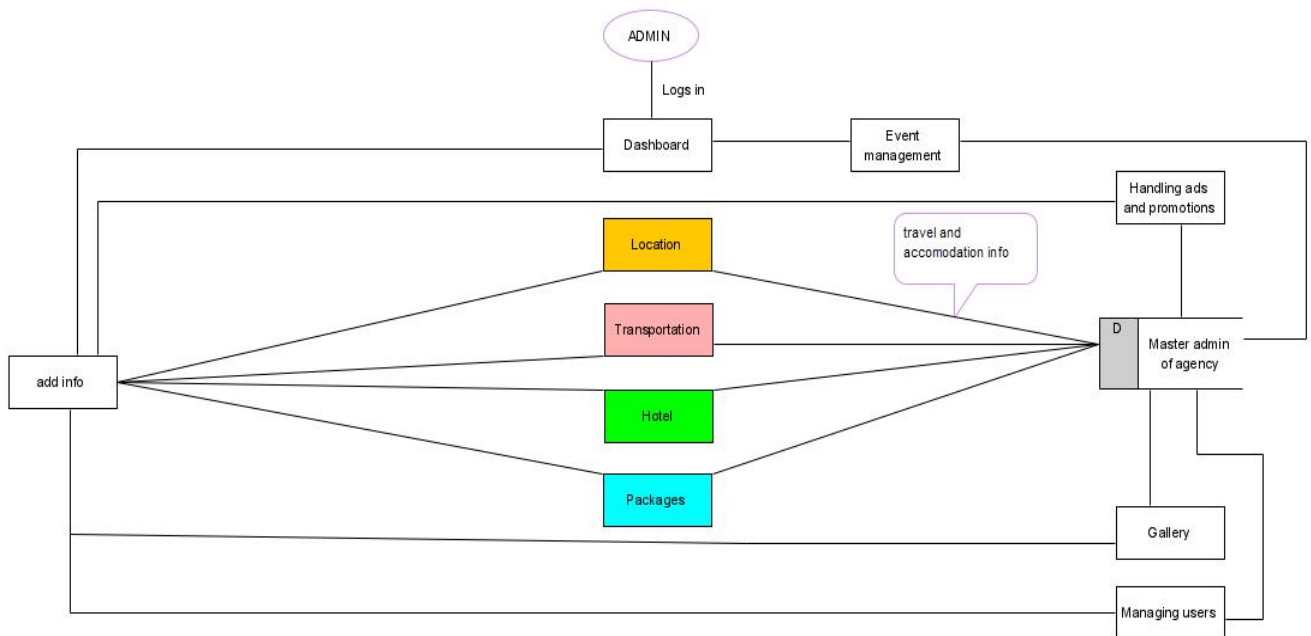 ADMIN
Logs in
Dashboard
Event
management
Handling ads
and promotions
Location
travel and
accomodation info
Transportation
D
Master admin
of agency
add info
Hotel
Packages
Gallery
Managing users